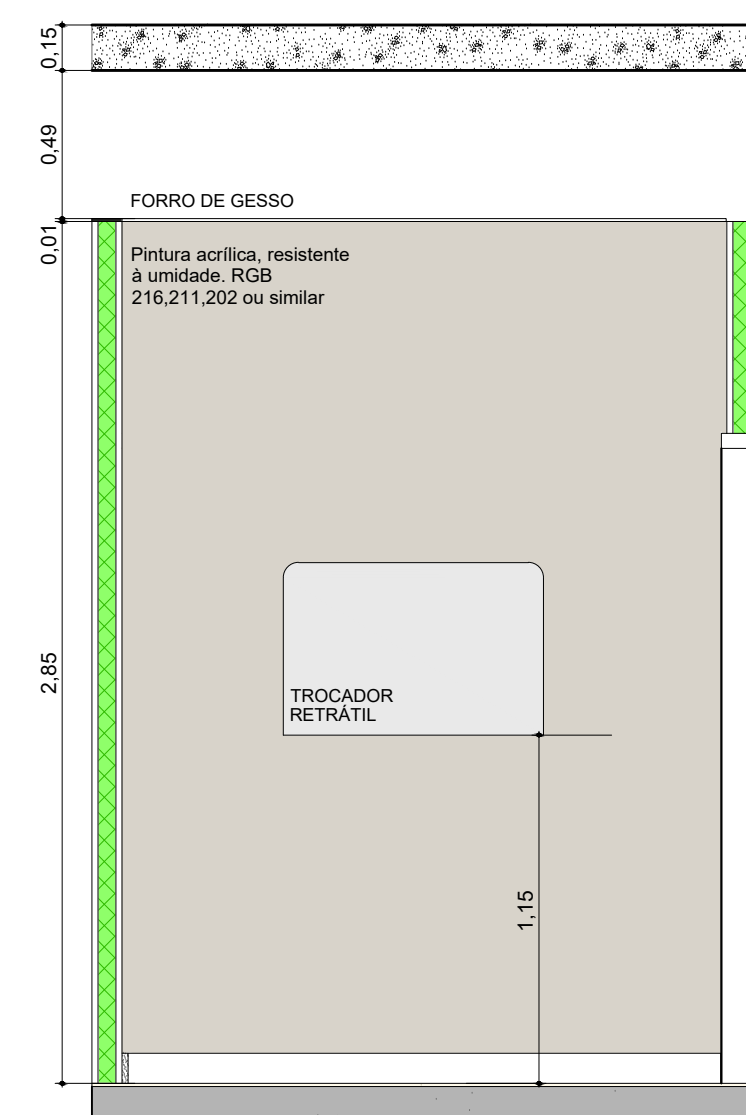 0,15
0,49
FORRO DE GESSO
0,01
Pintura acrílica, resistente
à umidade. RGB
216,211,202 ou similar
2,85
TROCADOR
RETRÁTIL
1,15